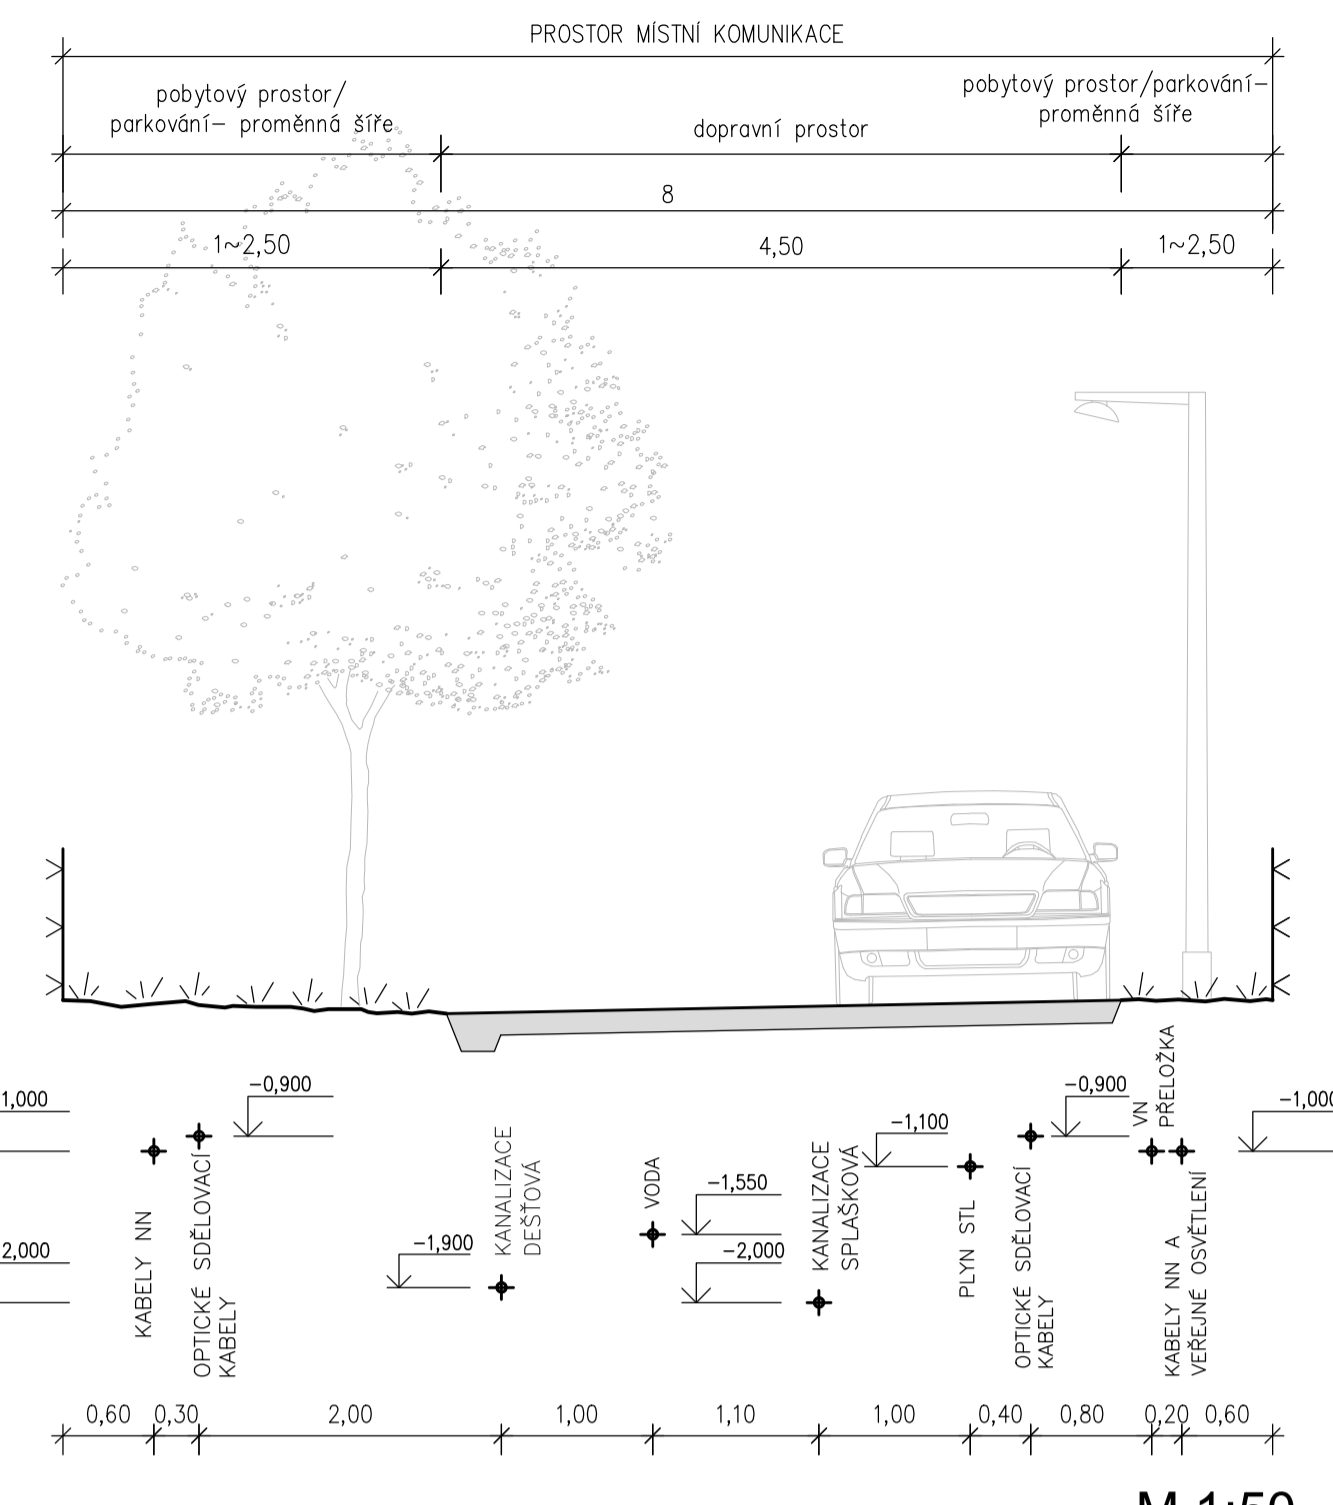 PROSTOR MÍSTNÍ KOMUNIKACE
pobytový prostor/
parkování– proměnná šíře
dopravní prostor
pobytový prostor/parkování–
proměnná šíře
8
1~2,50
4,50
1~2,50
1,000
–0,900
–0,900
–1,000
VN
PŘELOŽKA
–1,100
–1,550
–1,900
–2,000
2,000
KABELY NN
OPTICKÉ SDĚLOVACÍ
KABELY
KANALIZACE
DEŠŤOVÁ
VODA
KANALIZACE
SPLAŠKOVÁ
PLYN STL
OPTICKÉ SDĚLOVACÍ
KABELY
KABELY NN A
VEŘEJNÉ OSVĚTLENÍ
0,60 0,30 2,00 1,00 1,10 1,00 0,40 0,80 0,20 0,60
M 1:50